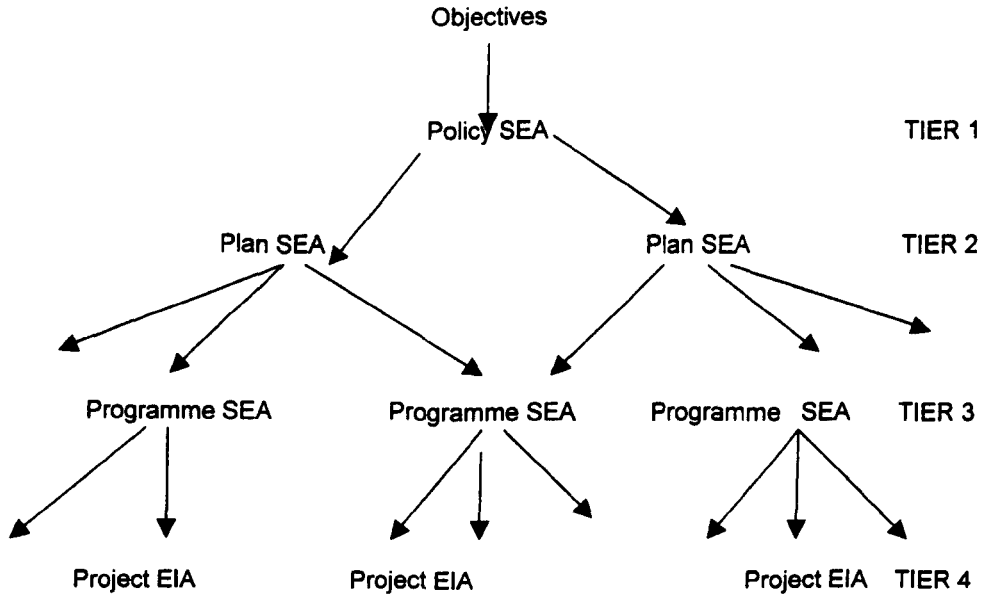 Objectives
Policy SEA TIER 1
Plan SEA Plan SEA TIER 2
Programme SEA Programme SEA Programme SEA TIER 3
Project EIA Project EIA Project EIA TIER 4